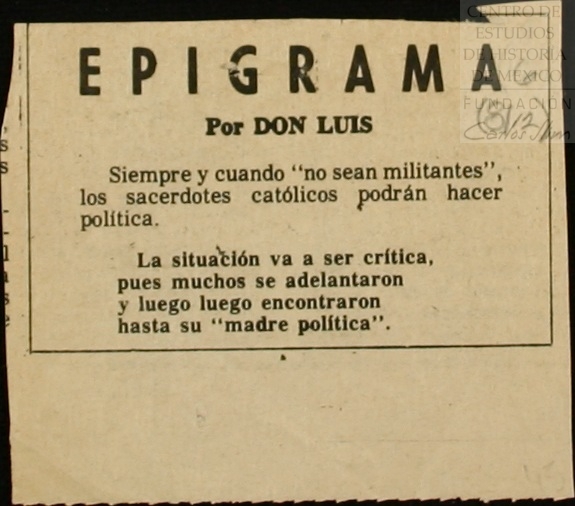 CENTRO DE
ESTUDIOS
DE HISTORIA
DE MÉXICO
FUNDACIÓN
EPIGRAMA
Por DON LUIS
Siempre y cuando "no sean militantes",
los sacerdotes católicos podrán hacer
política.
La situación va a ser crítica,
pues muchos se adelantaron
y luego luego encontraron
hasta su "madre política".